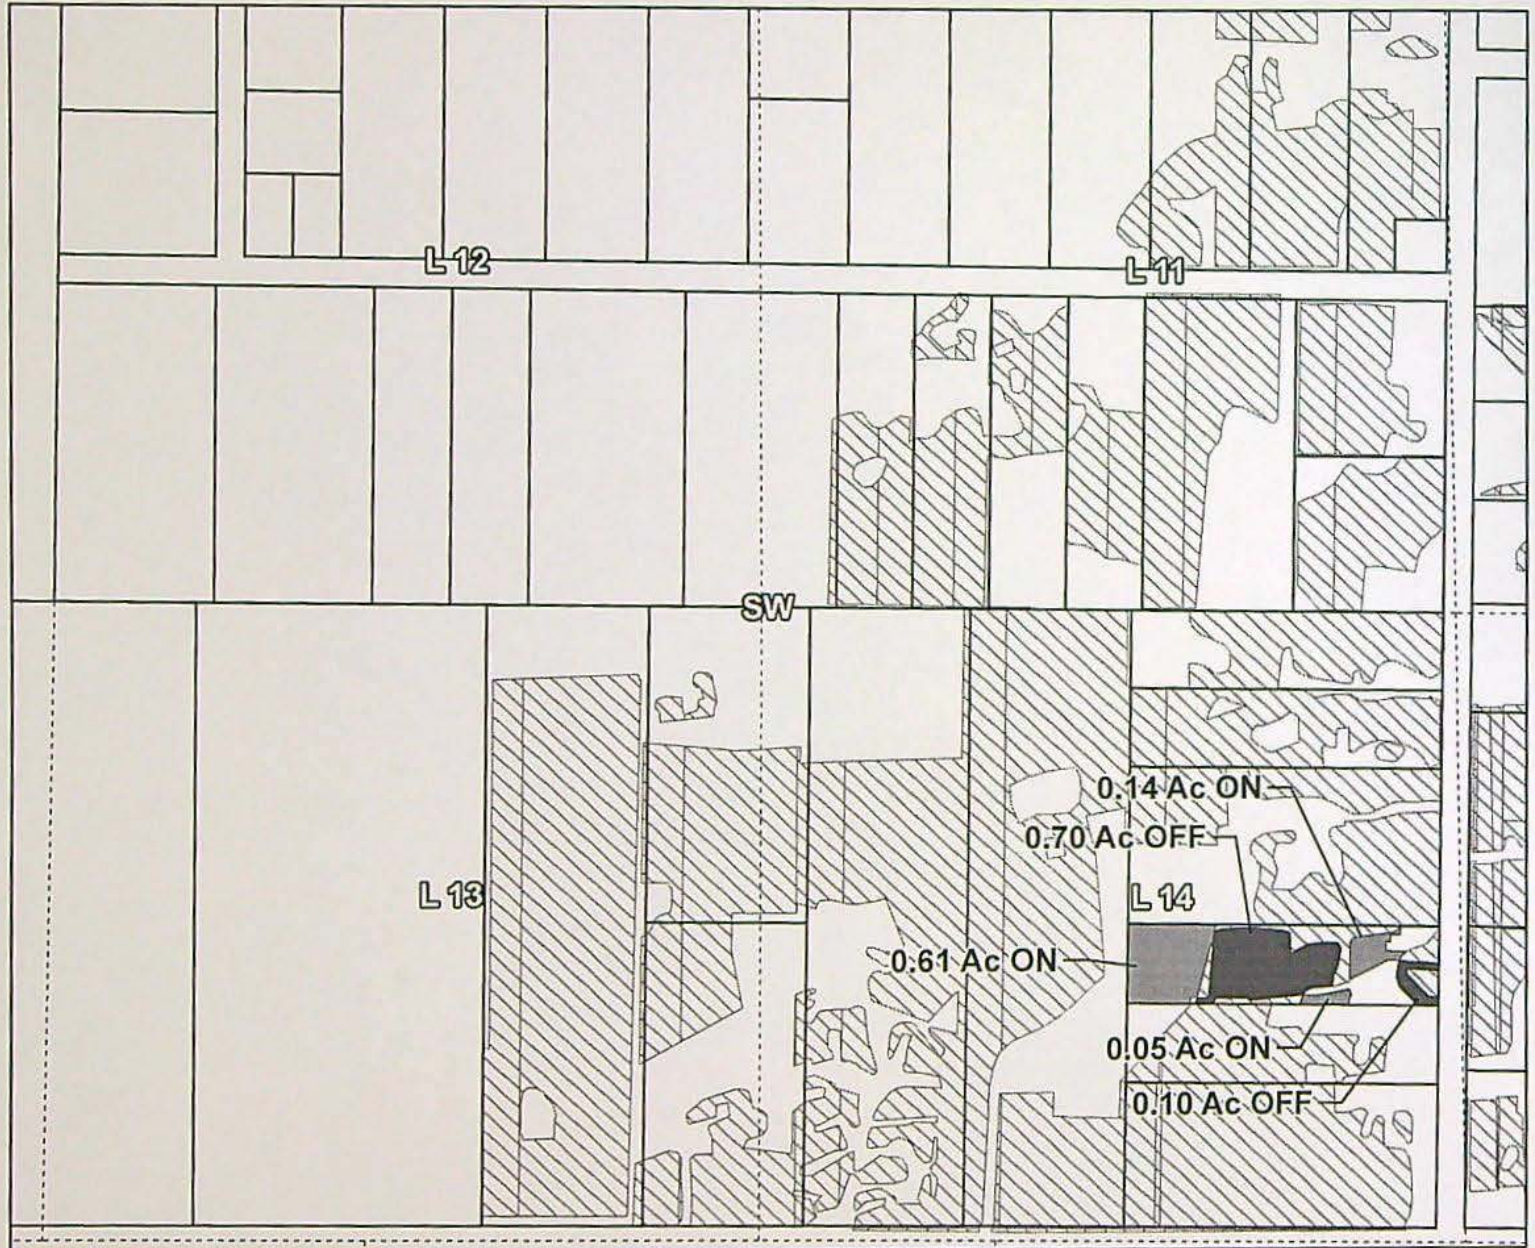 L 12
L 11
SW
0.14 Ac ON
0.70 Ac OFF
L 13
L 14
0.61 Ac ON
0.05 Ac ON
0.10 Ac OFF